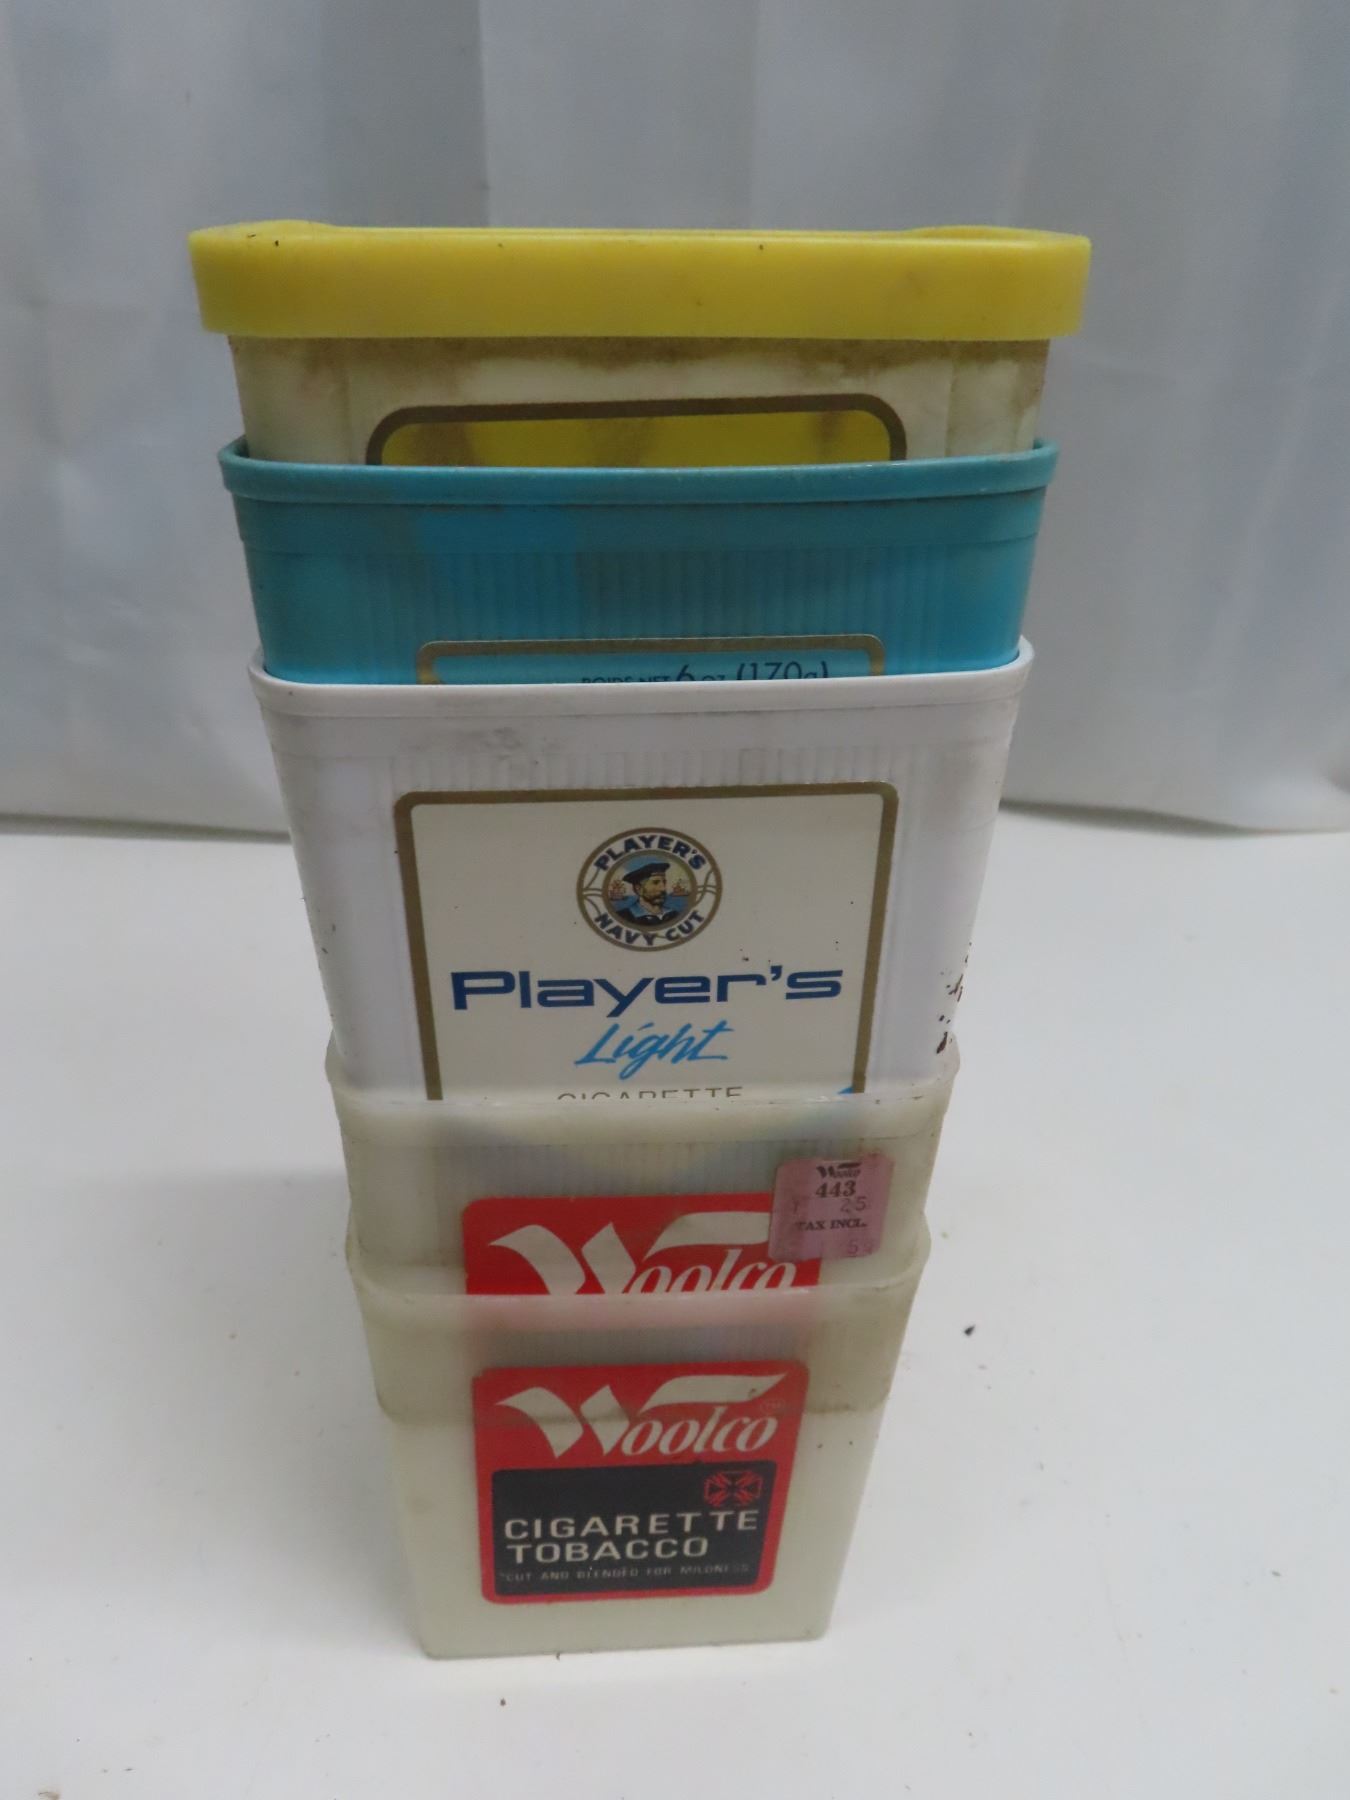 POIDS NET 6 oz. (170g)
PLAYER'S
NAVY CUT
Player's
Light
CIGARETTE
Woolco
443
25
TAX INCL.
Woolco
Woolco
CIGARETTE
TOBACCO
CUT AND BLENDED FOR MILDNESS